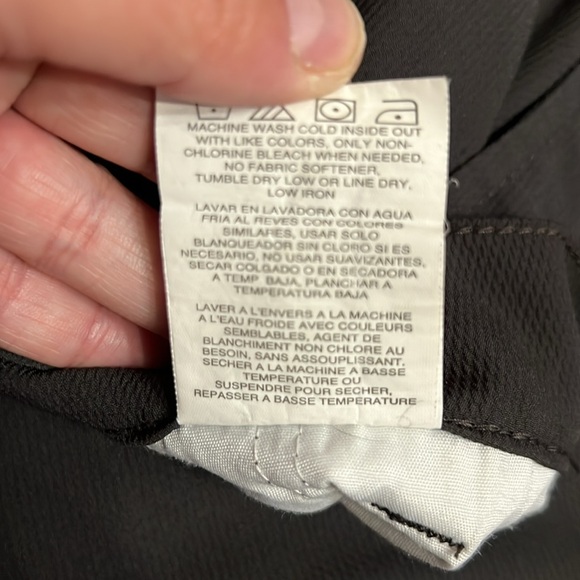 MACHINE WASH COLD INSIDE OUT
WITH LIKE COLORS, ONLY NON-
CHLORINE BLEACH WHEN NEEDED,
NO FABRIC SOFTENER,
TUMBLE DRY LOW OR LINE DRY,
LOW IRON
LAVAR EN LAVADORA CON AGUA
FRIA AL REVES CON COLORES
SIMILARES, USAR SOLO
BLANQUEADOR SIN CLORO SI ES
NECESARIO, NO USAR SUAVIZANTES,
SECAR COLGADO O EN SECADORA
A TEMP. BAJA, PLANCHAR A
TEMPERATURA BAJA
LAVER A L'ENVERS A LA MACHINE
A L'EAU FROIDE AVEC COULEURS
SEMBLABLES, AGENT DE
BLANCHIMENT NON CHLORE AU
BESOIN, SANS ASSOUPLISSANT.
SECHER A LA MACHINE A BASSE
TEMPERATURE OU
SUSPENDRE POUR SECHER,
REPASSER A BASSE TEMPERATURE